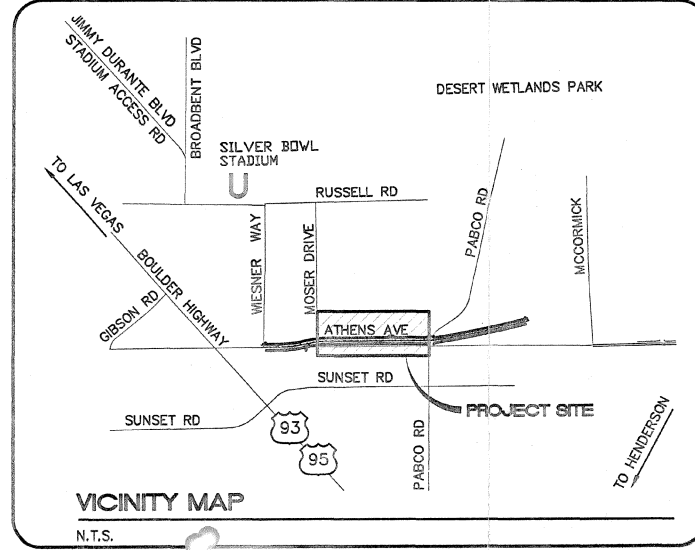 JIMMY DURANTE BLVD
STADIUM ACCESS RD
BROADBENT BLVD
DESERT WETLANDS PARK
SILVER BOWL
STADIUM
TO LAS VEGAS
RUSSELL RD
WIESNER WAY
MOSER DRIVE
PABCO RD
MCCORMICK
BOULDER HIGHWAY
GIBSON RD
ATHENS AVE
SUNSET RD
PROJECT SITE
SUNSET RD
93
95
PABCO RD
TO HENDERSON
VICINITY MAP
N.T.S.